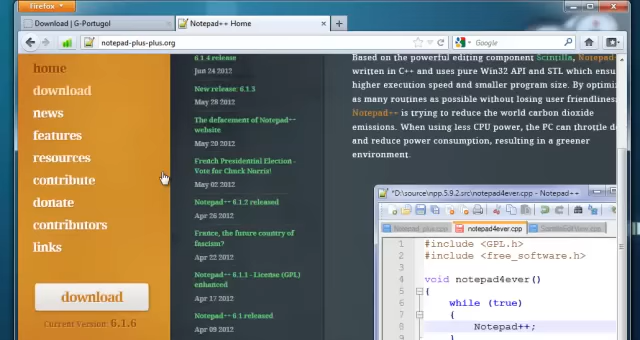 Firefox
Download | G-Portugol
Notepad++ Home
notepad-plus-plus.org
Google
home
download
news
features
resources
contribute
donate
contributors
links
download
Current Version: 6.1.6
6.1.4 release
Jun 24 2012
New release: 6.1.3
May 28 2012
The defacement of Notepad++
website
May 20 2012
French Presidential Election -
Vote for Chuck Norris!
May 02 2012
Notepad++ 6.1.2 released
Apr 26 2012
France, the future country of
fascism?
Apr 22 2012
Notepad++ 6.1.1 - License (GPL)
enhanced
Apr 17 2012
Notepad++ 6.1 released
Apr 09 2012
Based on the powerful editing component Scintilla, Notepad
written in C++ and uses pure Win32 API and STL which ensu
higher execution speed and smaller program size. By optimi
as many routines as possible without losing user friendliness
Notepad++ is trying to reduce the world carbon dioxide
emissions. When using less CPU power, the PC can throttle do
and reduce power consumption, resulting in a greener
environment.
*D:\source\npp.5.9.2.src\notepad4ever.cpp - Notepad++
Notepad_plus.cpp
notepad4ever.cpp
ScintillaEditView.cpp
1 #include <GPL.h>
2 #include <free_software.h>
3
4 void notepad4ever()
5 {
6 while (true)
7 {
8 Notepad++;
9 }